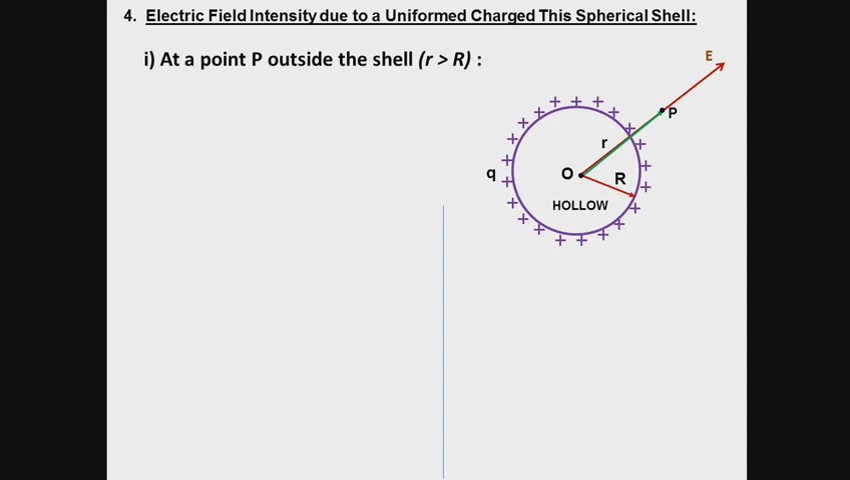 4. Electric Field Intensity due to a Uniformed Charged This Spherical Shell:
i) At a point P outside the shell (r > R) :
E
P
r
q
O
R
HOLLOW